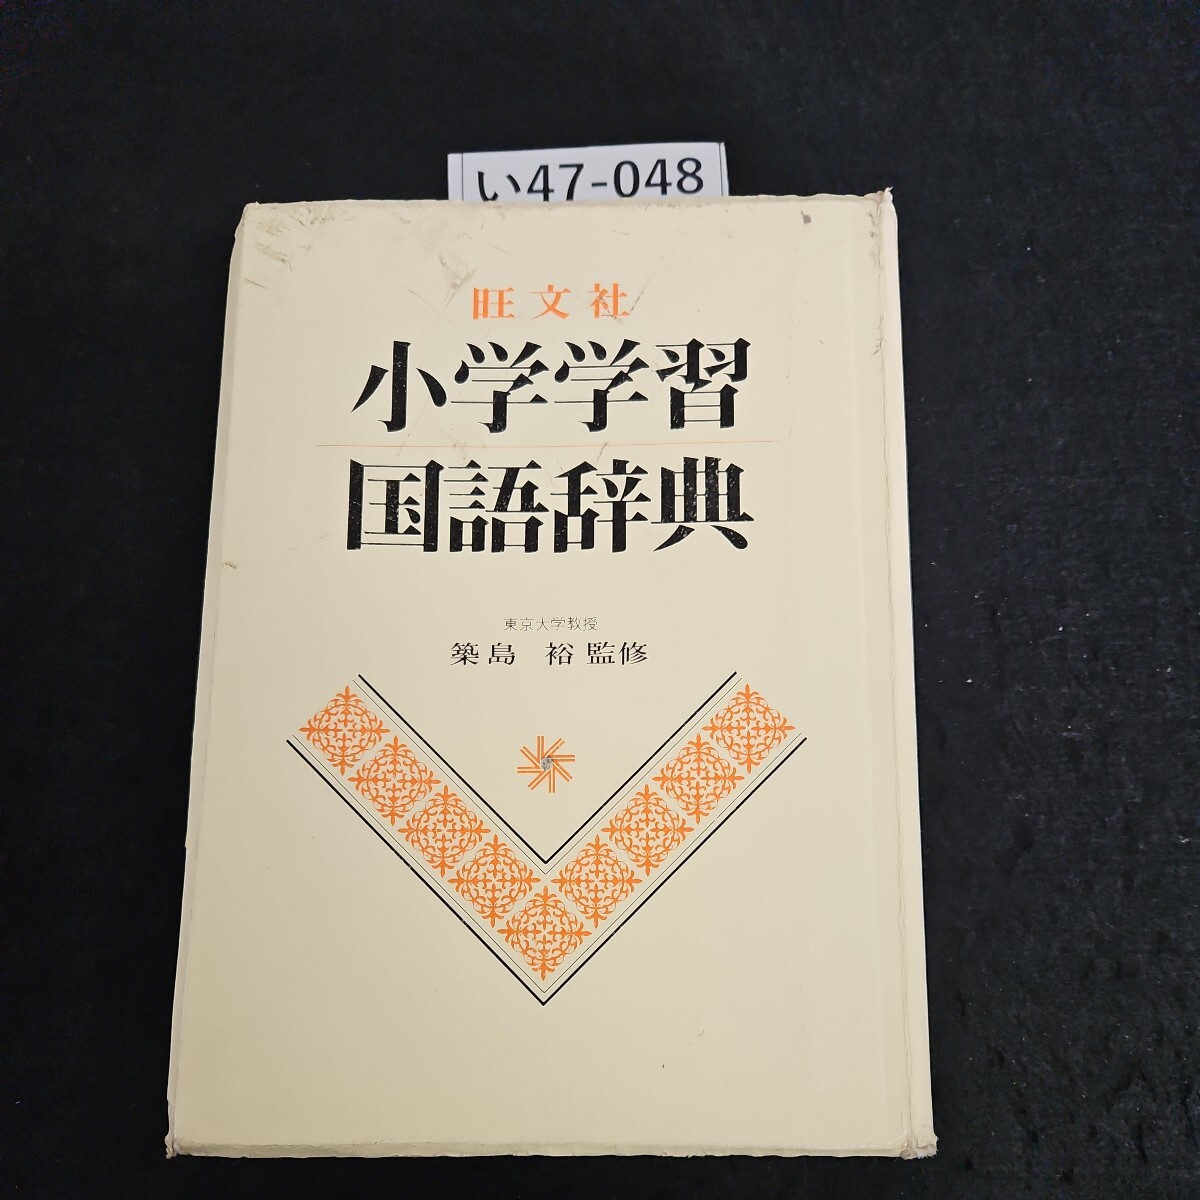 い47-048
旺文社
小学学習
国語辞典
東京大学教授
築島 裕 監修